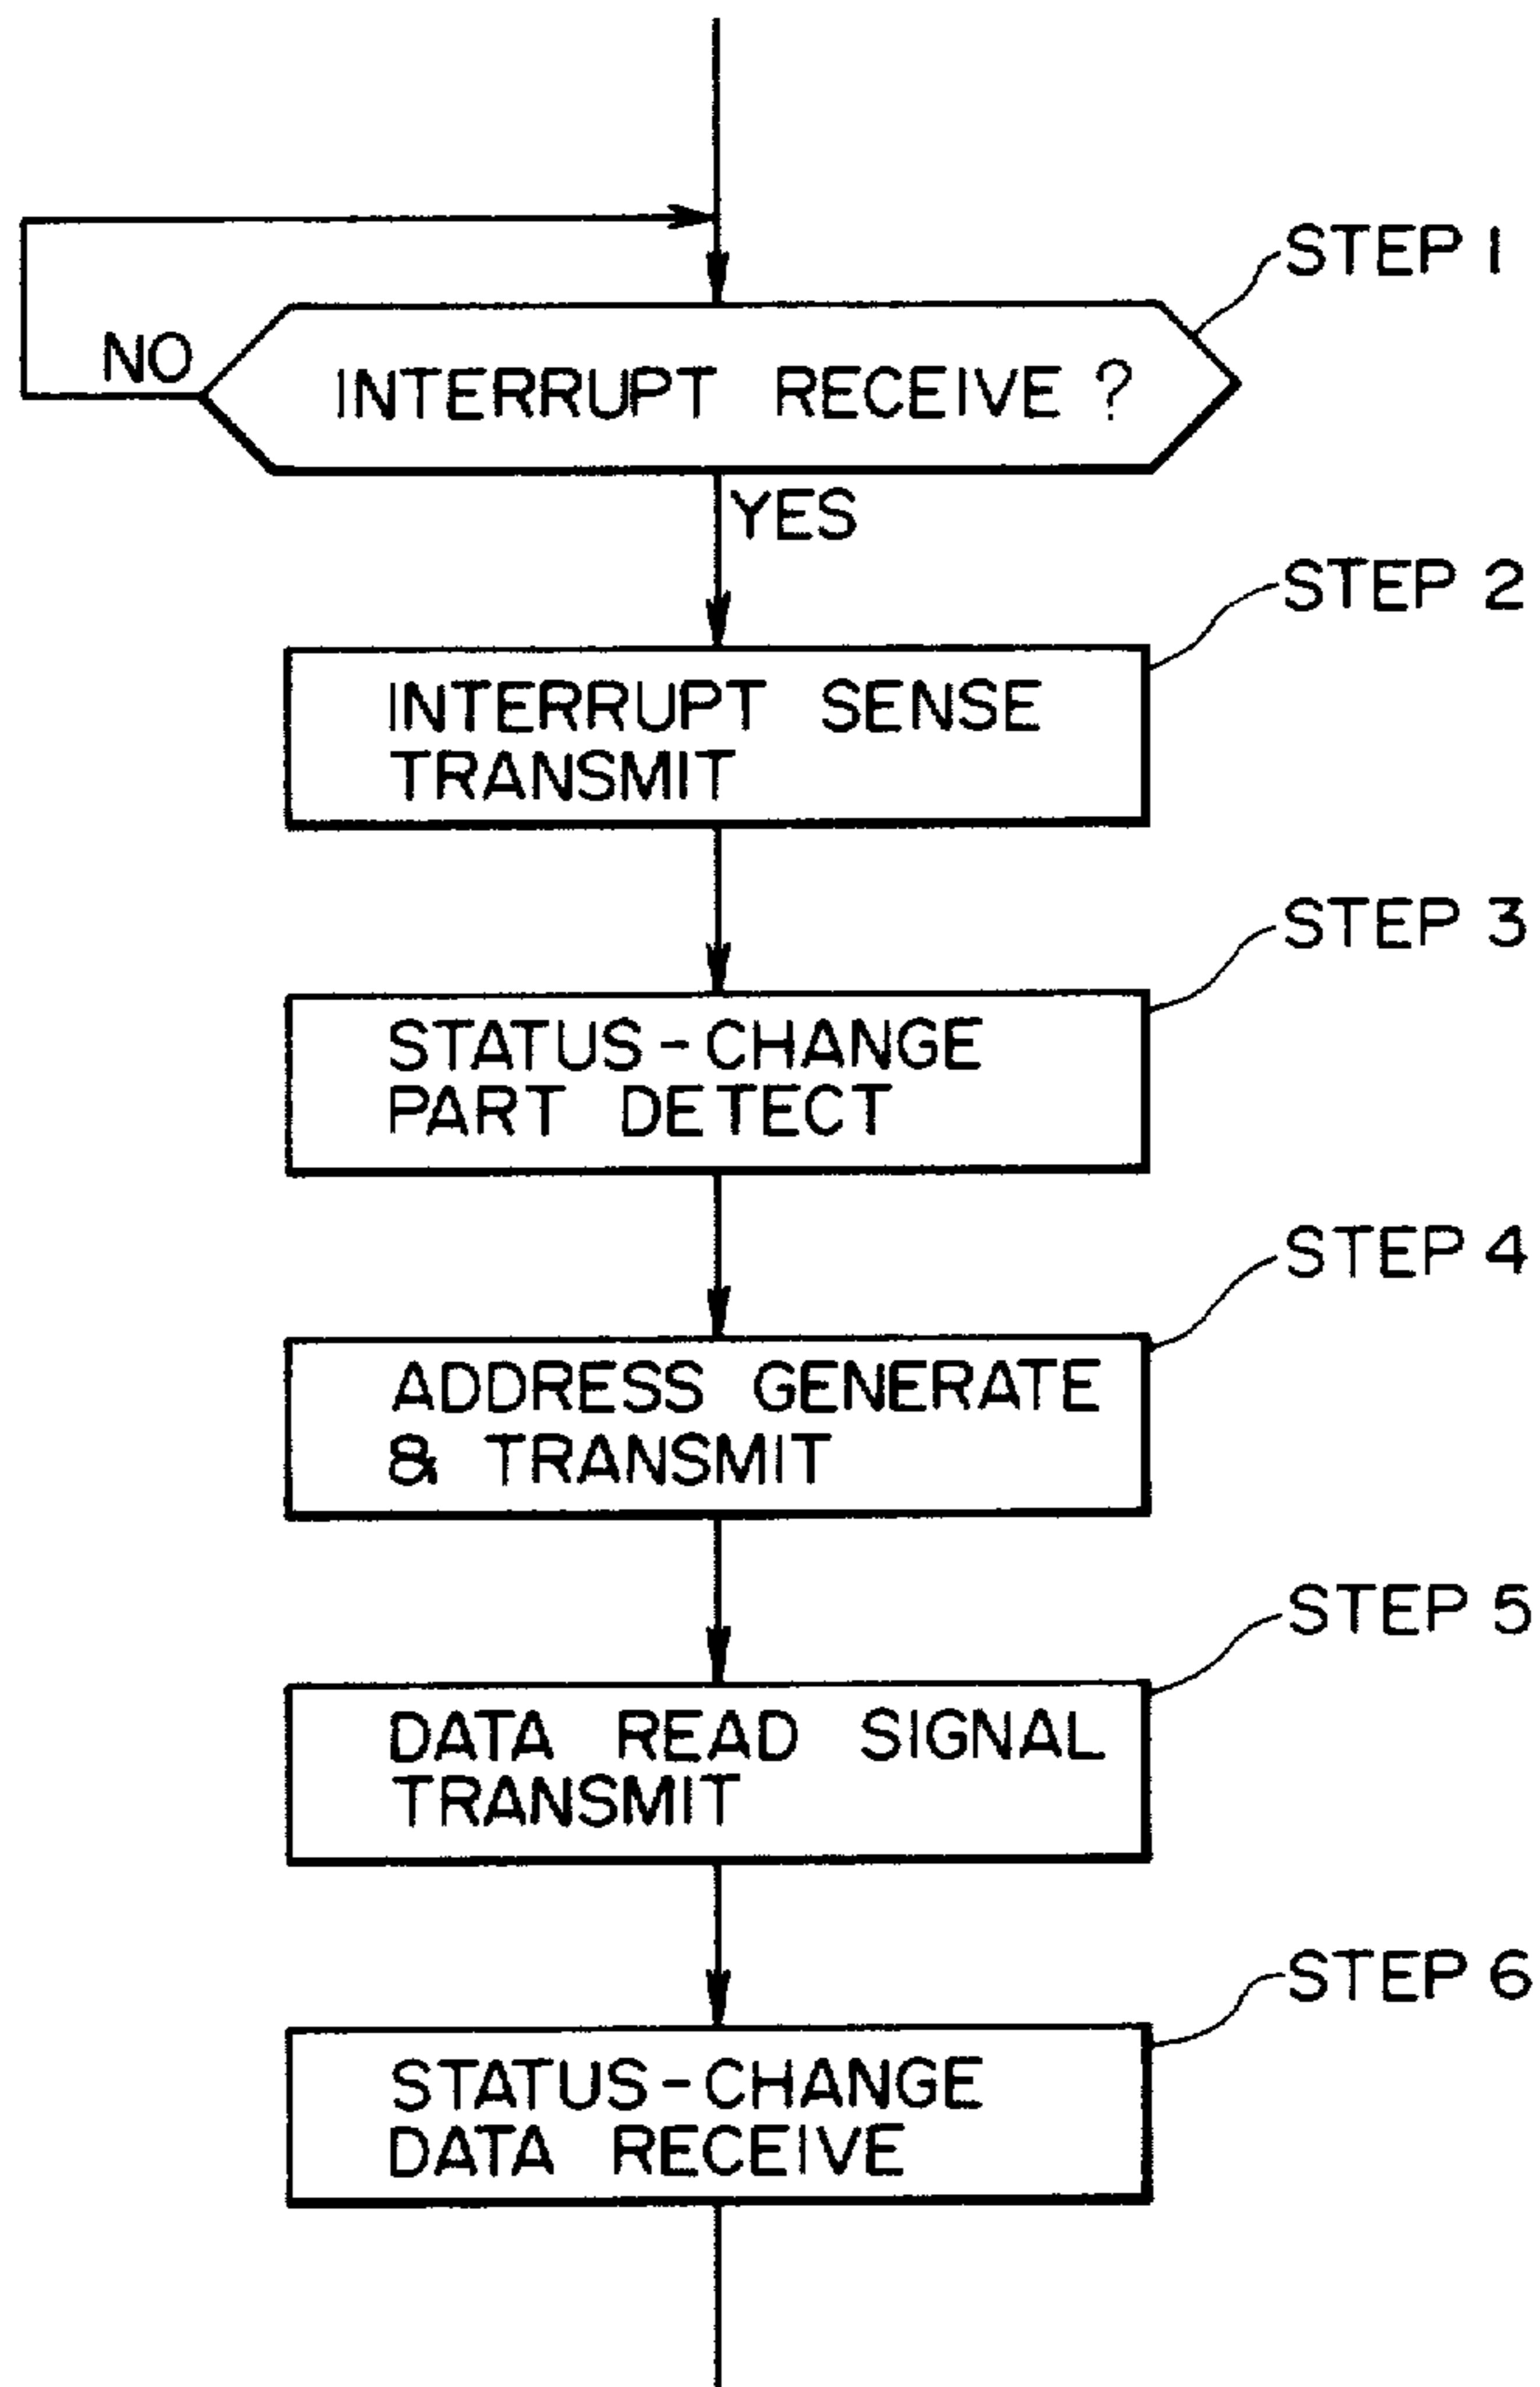 STEP 1
NO
INTERRUPT RECEIVE ?
YES
STEP 2
INTERRUPT SENSE
TRANSMIT
STEP 3
STATUS-CHANGE
PART DETECT
STEP 4
ADDRESS GENERATE
& TRANSMIT
STEP 5
DATA READ SIGNAL
TRANSMIT
STEP 6
STATUS-CHANGE
DATA RECEIVE